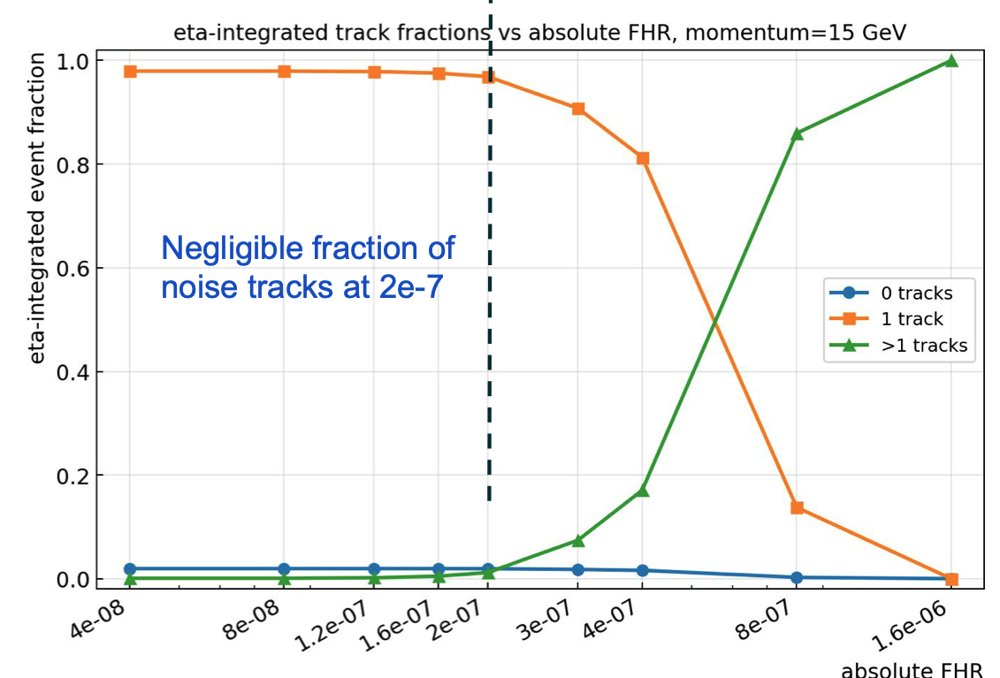 eta-integrated track fractions vs absolute FHR, momentum=15 GeV
eta-integrated event fraction
1.0
0.8
0.6
0.4
0.2
0.0
Negligible fraction of
noise tracks at 2e-7
0 tracks
1 track
>1 tracks
4e-08
8e-08
1.2e-07
1.6e-07
2e-07
3e-07
4e-07
8e-07
1.6e-06
absolute FHR